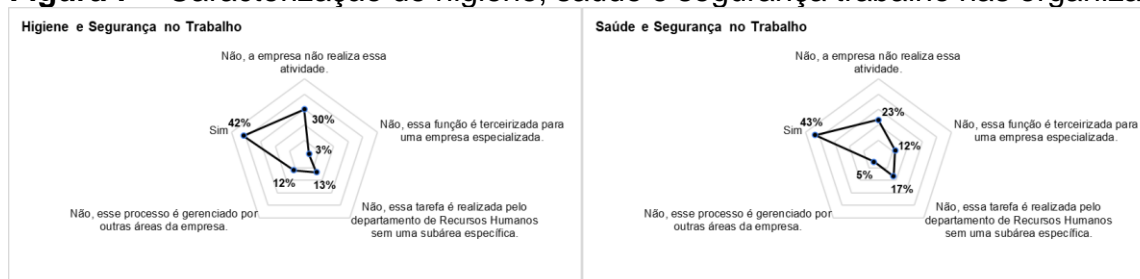 Higiene e Segurança no Trabalho
Não, a empresa não realiza essa
atividade.
42%
Sim
30%
Não, essa função é terceirizada para
uma empresa especializada.
3%
12%
13%
Não, esse processo é gerenciado por
outras áreas da empresa.
Não, essa tarefa é realizada pelo
departamento de Recursos Humanos
sem uma subárea específica.
Saúde e Segurança no Trabalho
Não, a empresa não realiza essa
atividade.
43%
Sim
23%
Não, essa função é terceirizada para
uma empresa especializada.
12%
5%
17%
Não, esse processo é gerenciado por
outras áreas da empresa.
Não, essa tarefa é realizada pelo
departamento de Recursos Humanos
sem uma subárea específica.